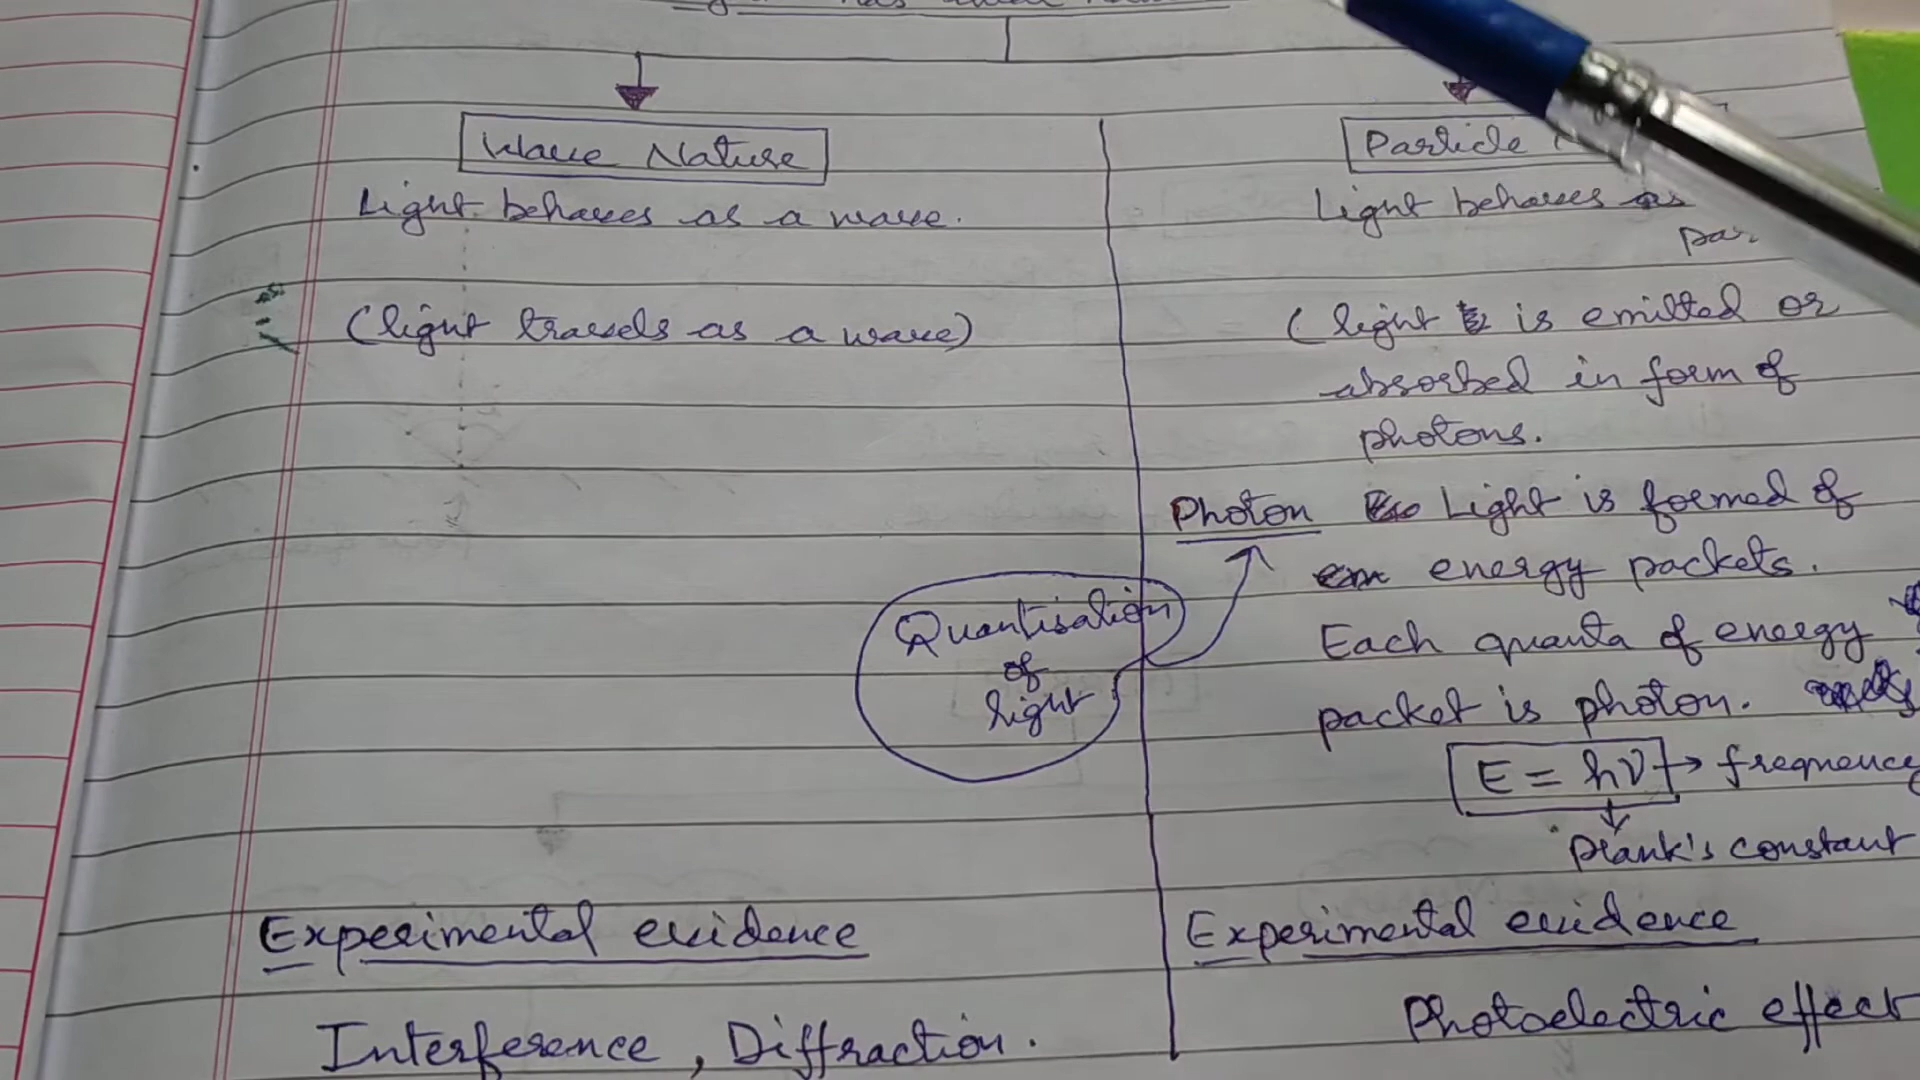 has
Wave Nature
Light behaves as a wave.
(light travels as a wave)
Experimental evidence
Interference, Diffraction.
Quantisation
of
light
Particle
Light behaves as
(light is emitted or
absorbed in form of
photons.
Photon Light is formed of
energy packets.
Each quanta of energy
packet is photon.
E = hν → frequency
Plank's constant
Experimental evidence
Photoelectric effect